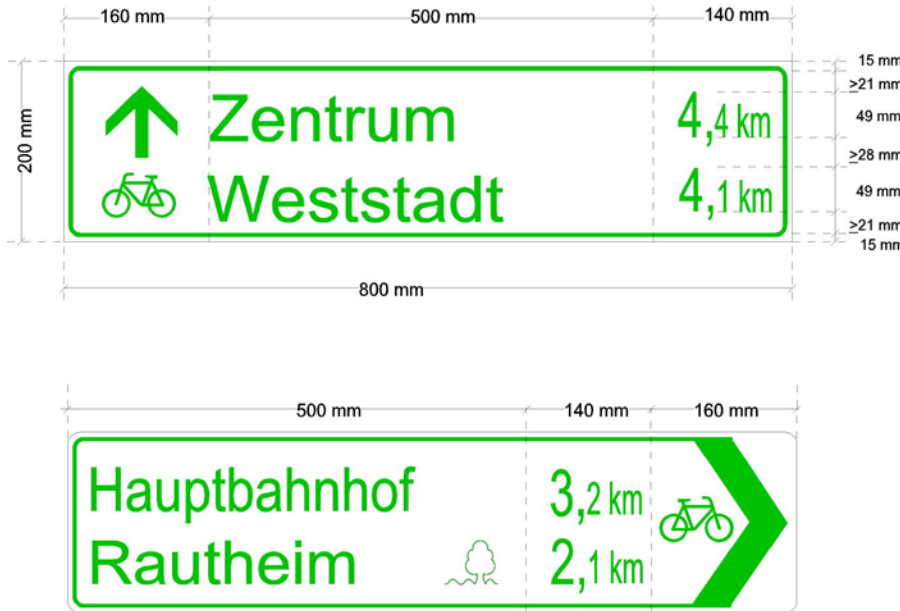 160 mm 500 mm 140 mm
15 mm
>21 mm
49 mm
>28 mm
49 mm
>21 mm
15 mm
200 mm
Zentrum 4,4 km
Weststadt 4,1 km
800 mm
500 mm 140 mm 160 mm
Hauptbahnhof 3,2 km
Rautheim 2,1 km